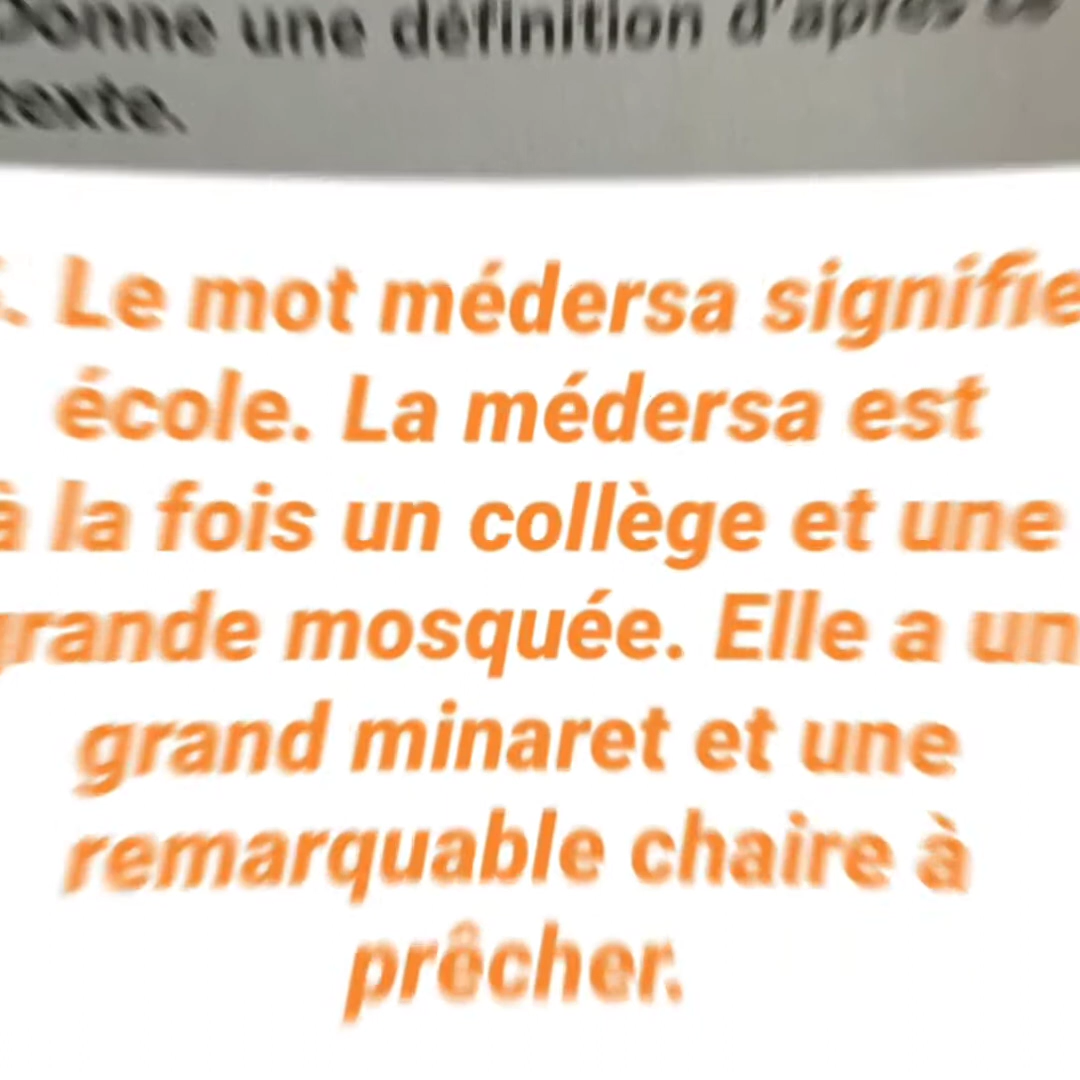 Donne une définition d'après ce
texte.
. Le mot médersa signifie
école. La médersa est
à la fois un collège et une
grande mosquée. Elle a un
grand minaret et une
remarquable chaire à
prêcher.